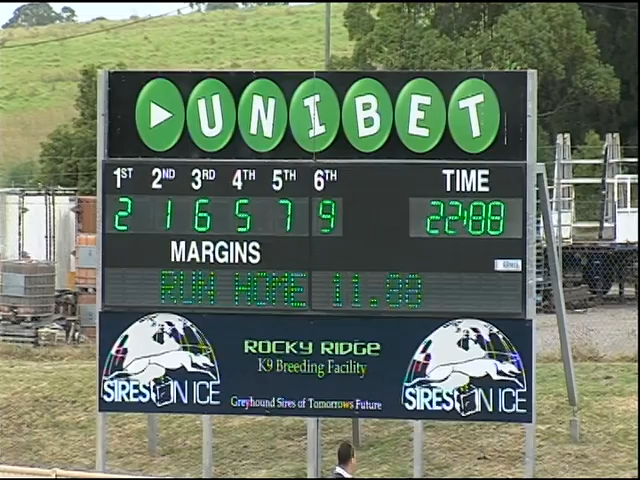 UNIBET
1ST 2ND 3RD 4TH 5TH 6TH TIME
2 1 6 5 7 9 22:88
MARGINS
RUN HOME 11.88
SIRES ON ICE
ROCKY RIDGE
K9 Breeding Facility
Greyhound Sires of Tomorrows Future
SIRES ON ICE